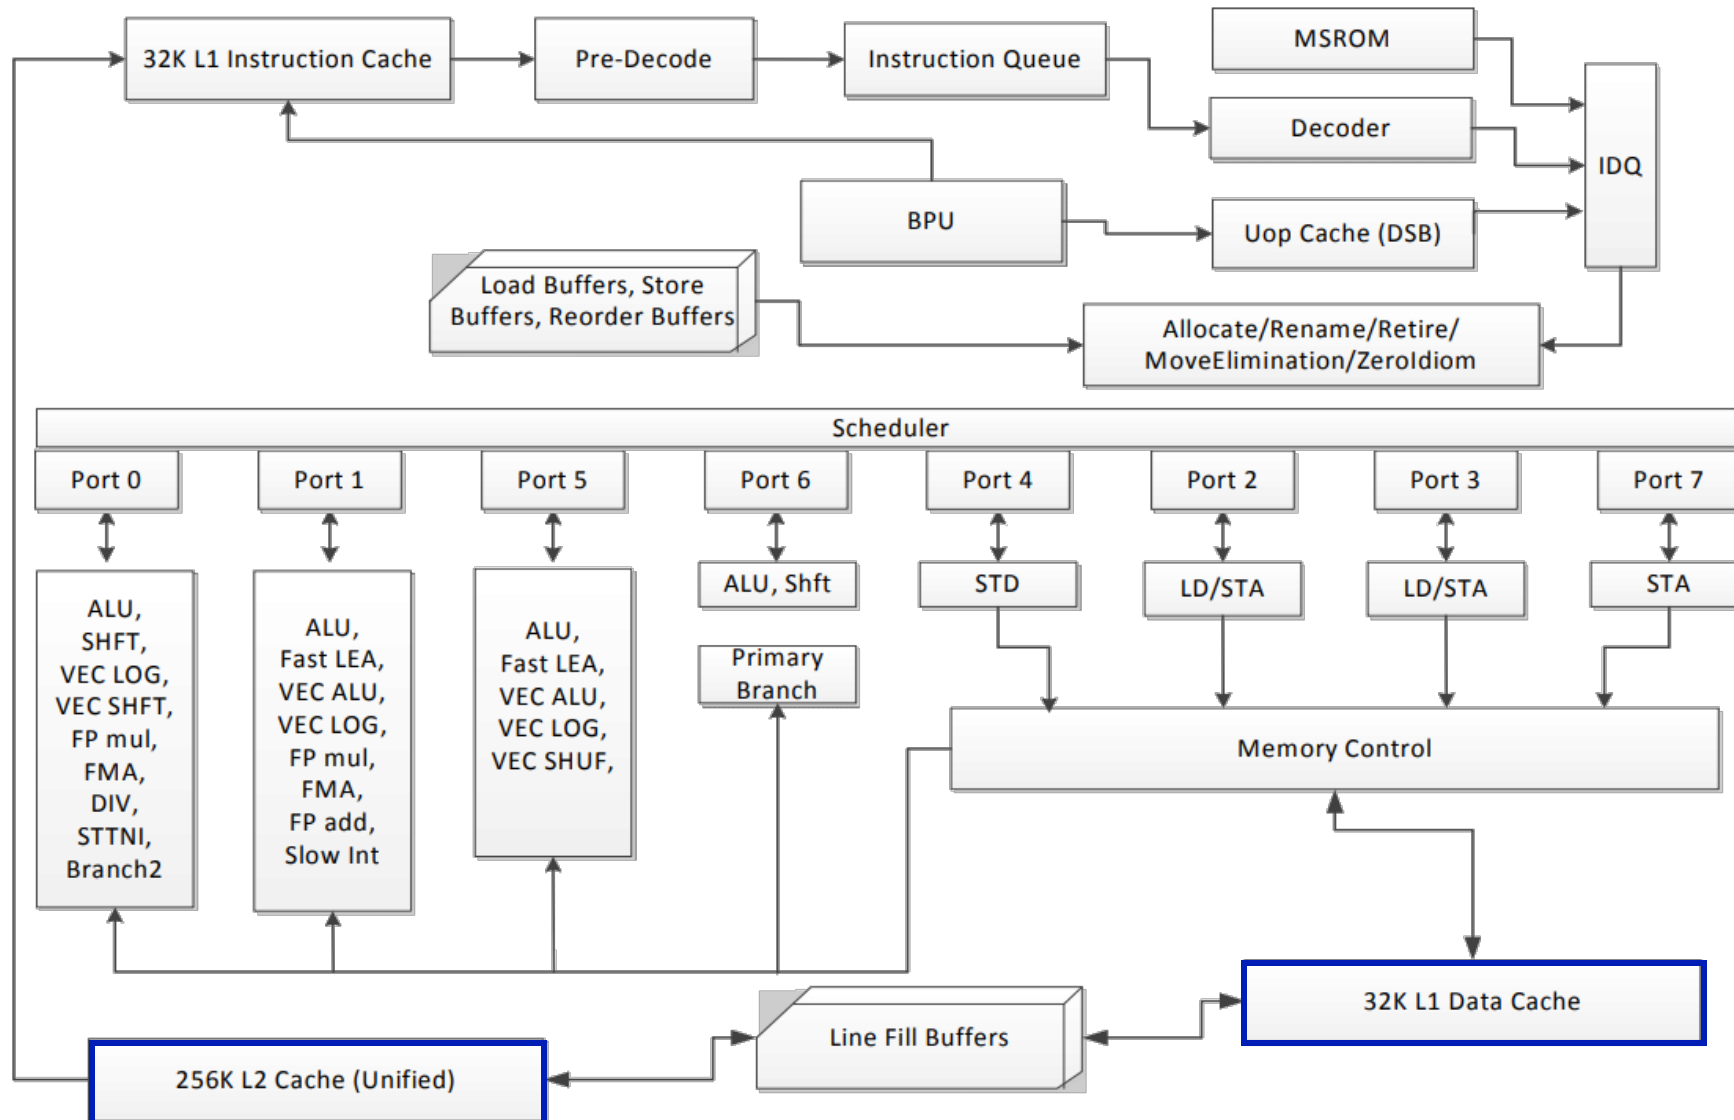 32K L1 Instruction Cache
Pre-Decode
Instruction Queue
MSROM
Decoder
IDQ
BPU
Uop Cache (DSB)
Load Buffers, Store
Buffers, Reorder Buffers
Allocate/Rename/Retire/
MoveElimination/ZeroIdiom
Scheduler
Port 0
Port 1
Port 5
Port 6
Port 4
Port 2
Port 3
Port 7
ALU,
SHFT,
VEC LOG,
VEC SHFT,
FP mul,
FMA,
DIV,
STTNI,
Branch2
ALU,
Fast LEA,
VEC ALU,
VEC LOG,
FP mul,
FMA,
FP add,
Slow Int
ALU,
Fast LEA,
VEC ALU,
VEC LOG,
VEC SHUF,
ALU, Shft
Primary
Branch
STD
LD/STA
LD/STA
STA
Memory Control
32K L1 Data Cache
Line Fill Buffers
256K L2 Cache (Unified)